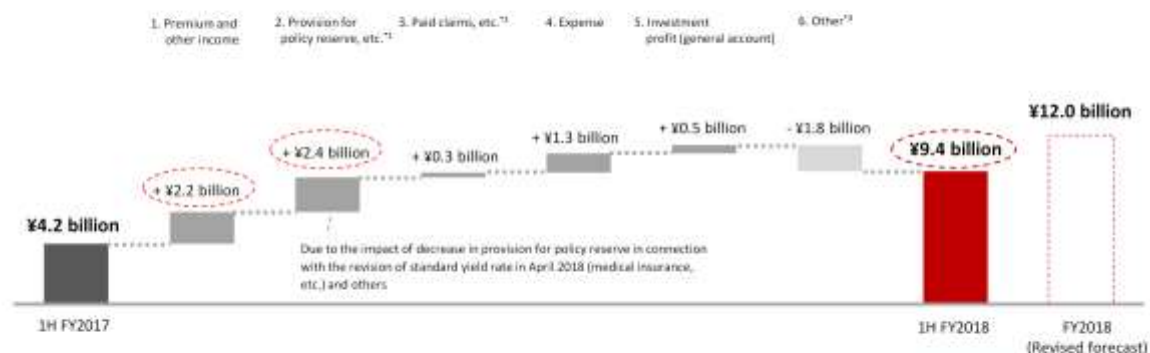 1. Premium and
other income
2. Provision for
policy reserve, etc.*1
3. Paid claims, etc.*2
4. Expense
5. Investment
profit (general account)
6. Other*3
¥12.0 billion
+ ¥1.3 billion
+ ¥0.5 billion
- ¥1.8 billion
+ ¥2.4 billion
+ ¥0.3 billion
¥9.4 billion
+ ¥2.2 billion
¥4.2 billion
Due to the impact of decrease in provision for policy reserve in connection
with the revision of standard yield rate in April 2018 (medical insurance,
etc.) and others
1H FY2017
1H FY2018
FY2018
(Revised forecast)